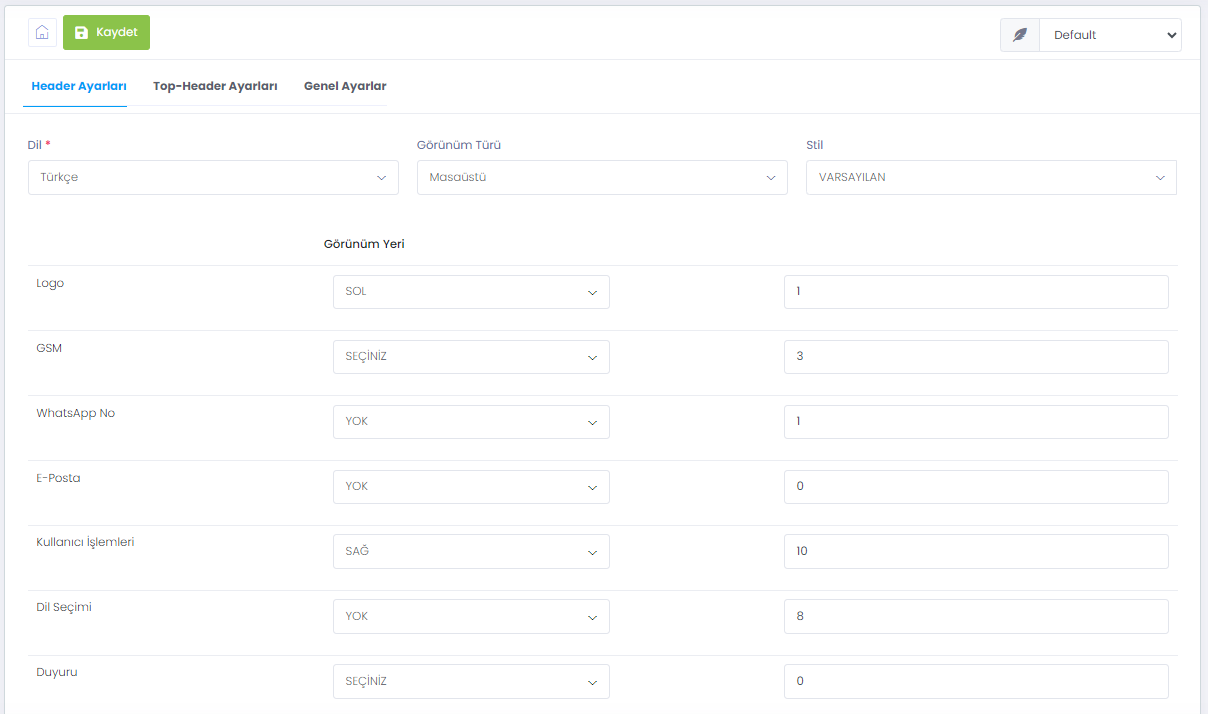 Kaydet
Default
Header Ayarları Top-Header Ayarları Genel Ayarlar
Dil * Görünüm Türü Stil
Türkçe Masaüstü VARSAYILAN
Görünüm Yeri
Logo SOL 1
GSM SEÇİNİZ 3
WhatsApp No YOK 1
E-Posta YOK 0
Kullanıcı İşlemleri SAĞ 10
Dil Seçimi YOK 8
Duyuru SEÇİNİZ 0